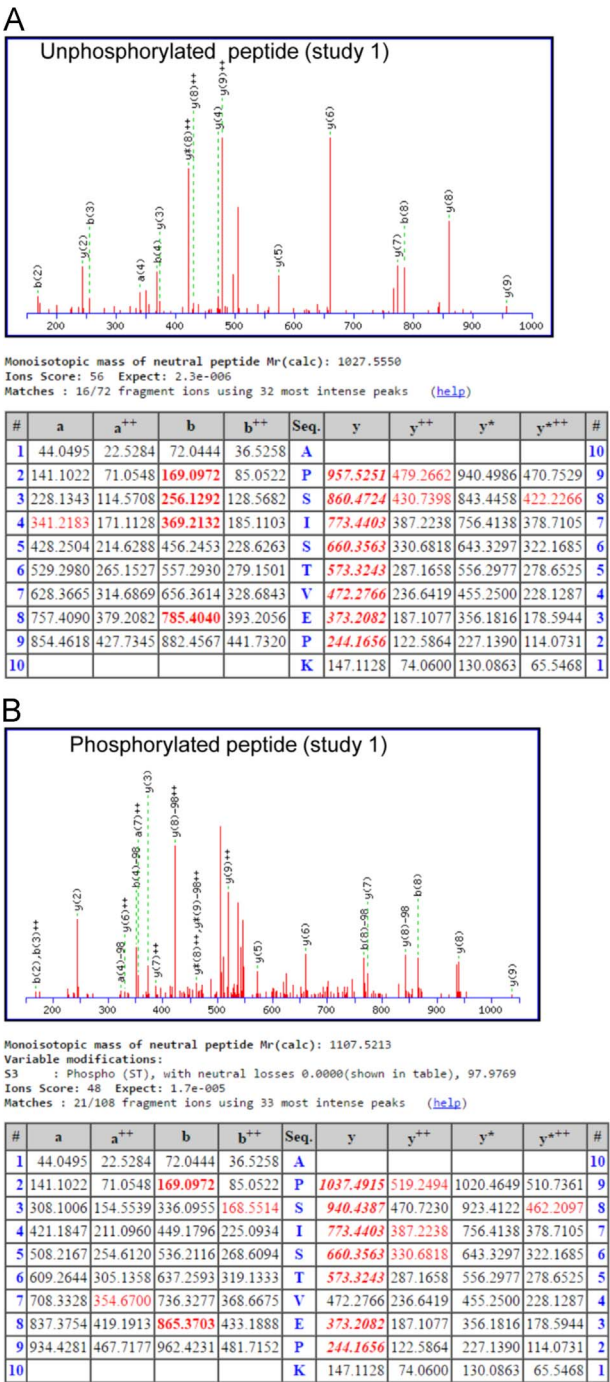 A
Unphosphorylated peptide (study 1)
b(2)
y(2)
b(3)
a(4)
b(4)
y(3)
y*(8)++
y(8)++
y(4)
y(9)++
y(5)
y(6)
y(7)
b(8)
y(8)
y(9)
200 300 400 500 600 700 800 900 1000
Monoisotopic mass of neutral peptide Mr(calc): 1027.5550
Ions Score: 56 Expect: 2.3e-006
Matches : 16/72 fragment ions using 32 most intense peaks (help)
# a a++ b b++ Seq. y y++ y* y*++ #
1 44.0495 22.5284 72.0444 36.5258 A 10
2 141.1022 71.0548 169.0972 85.0522 P 957.5251 479.2662 940.4986 470.7529 9
3 228.1343 114.5708 256.1292 128.5682 S 860.4724 430.7398 843.4458 422.2266 8
4 341.2183 171.1128 369.2132 185.1103 I 773.4403 387.2238 756.4138 378.7105 7
5 428.2504 214.6288 456.2453 228.6263 S 660.3563 330.6818 643.3297 322.1685 6
6 529.2980 265.1527 557.2930 279.1501 T 573.3243 287.1658 556.2977 278.6525 5
7 628.3665 314.6869 656.3614 328.6843 V 472.2766 236.6419 455.2500 228.1287 4
8 757.4090 379.2082 785.4040 393.2056 E 373.2082 187.1077 356.1816 178.5944 3
9 854.4618 427.7345 882.4567 441.7320 P 244.1656 122.5864 227.1390 114.0731 2
10 K 147.1128 74.0600 130.0863 65.5468 1
B
Phosphorylated peptide (study 1)
b(2),b(3)++
y(2)
a(4)-98
y(6)++
b(4)-98
a(7)++
y(3)
y(7)++
y(8)-98++
y*(8)++,y*(9)-98++
y(9)++
y(5)
y(6)
b(8)-98
y(7)
y(8)-98
b(8)
y(8)
y(9)
200 300 400 500 600 700 800 900 1000
Monoisotopic mass of neutral peptide Mr(calc): 1107.5213
Variable modifications:
S3 : Phospho (ST), with neutral losses 0.0000(shown in table), 97.9769
Ions Score: 48 Expect: 1.7e-005
Matches : 21/108 fragment ions using 33 most intense peaks (help)
# a a++ b b++ Seq. y y++ y* y*++ #
1 44.0495 22.5284 72.0444 36.5258 A 10
2 141.1022 71.0548 169.0972 85.0522 P 1037.4915 519.2494 1020.4649 510.7361 9
3 308.1006 154.5539 336.0955 168.5514 S 940.4387 470.7230 923.4122 462.2097 8
4 421.1847 211.0960 449.1796 225.0934 I 773.4403 387.2238 756.4138 378.7105 7
5 508.2167 254.6120 536.2116 268.6094 S 660.3563 330.6818 643.3297 322.1685 6
6 609.2644 305.1358 637.2593 319.1333 T 573.3243 287.1658 556.2977 278.6525 5
7 708.3328 354.6700 736.3277 368.6675 V 472.2766 236.6419 455.2500 228.1287 4
8 837.3754 419.1913 865.3703 433.1888 E 373.2082 187.1077 356.1816 178.5944 3
9 934.4281 467.7177 962.4231 481.7152 P 244.1656 122.5864 227.1390 114.0731 2
10 K 147.1128 74.0600 130.0863 65.5468 1